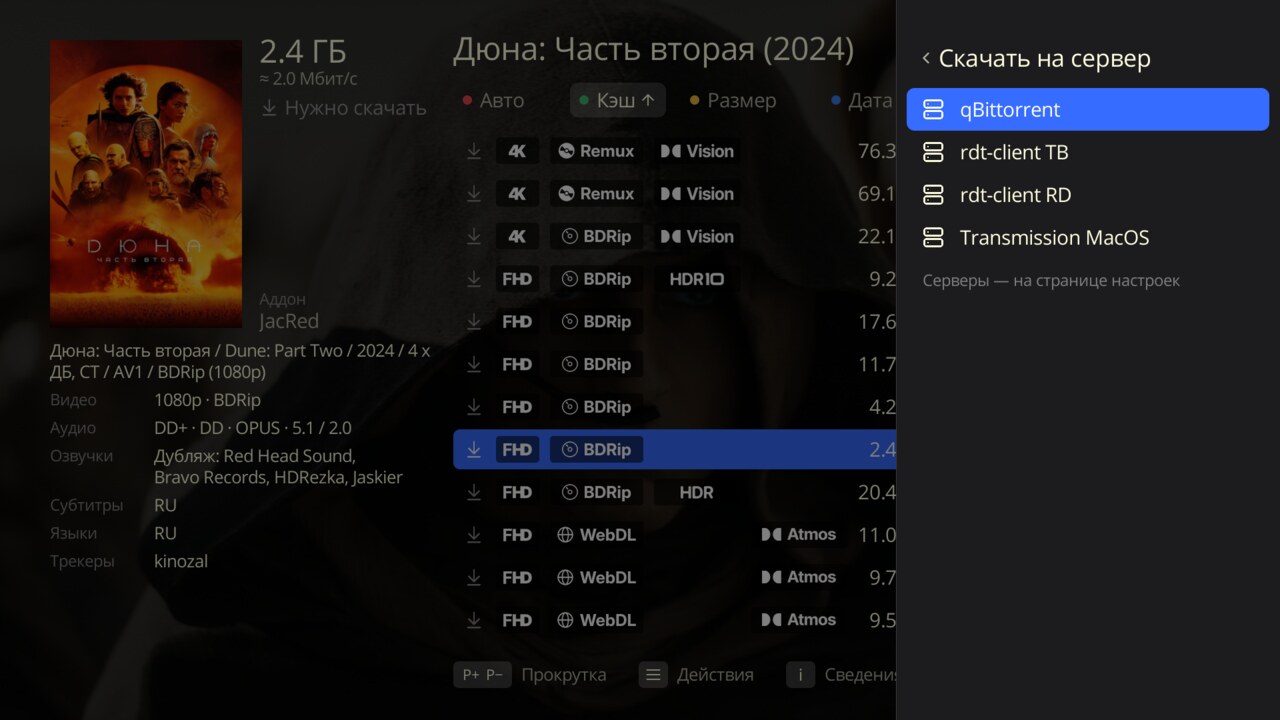 2.4 ГБ
≈ 2.0 Мбит/с
Нужно скачать
ДЮНА
ЧАСТЬ ВТОРАЯ
Аддон
JacRed
Дюна: Часть вторая / Dune: Part Two / 2024 / 4 x
ДБ, СТ / AV1 / BDRip (1080p)
Видео 1080p · BDRip
Аудио DD+ · DD · OPUS · 5.1 / 2.0
Озвучки Дубляж: Red Head Sound,
Bravo Records, HDRezka, Jaskier
Субтитры RU
Языки RU
Трекеры kinozal
Дюна: Часть вторая (2024)
Авто Кэш ↑ Размер Дата
4K Remux Vision 76.3
4K Remux Vision 69.1
4K BDRip Vision 22.1
FHD BDRip HDR10 9.2
FHD BDRip 17.6
FHD BDRip 11.7
FHD BDRip 4.2
FHD BDRip 2.4
FHD BDRip HDR 20.4
FHD WebDL Atmos 11.0
FHD WebDL Atmos 9.7
FHD WebDL Atmos 9.5
P+ P− Прокрутка Действия i Сведени
Скачать на сервер
qBittorrent
rdt-client TB
rdt-client RD
Transmission MacOS
Серверы — на странице настроек